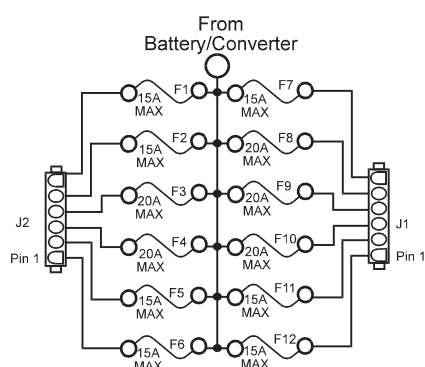 From
Battery/Converter
F1
15A
MAX
F7
15A
MAX
F2
15A
MAX
F8
20A
MAX
F3
20A
MAX
F9
20A
MAX
J2
J1
F4
20A
MAX
F10
20A
MAX
Pin 1
Pin 1
F5
15A
MAX
F11
15A
MAX
F6
15A
MAX
F12
15A
MAX